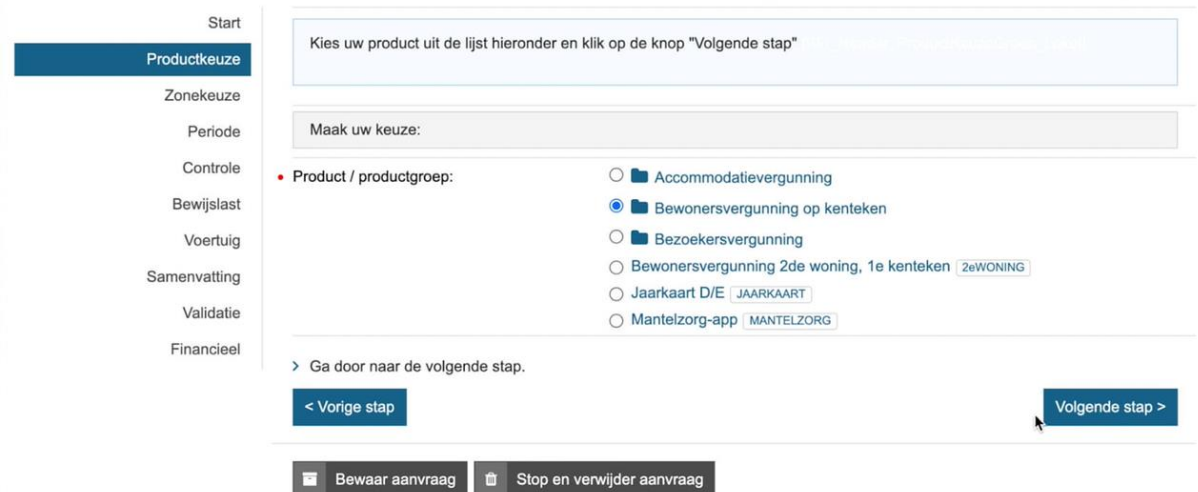 Start
Productkeuze
Zonekeuze
Periode
Controle
Bewijslast
Voertuig
Samenvatting
Validatie
Financieel
Kies uw product uit de lijst hieronder en klik op de knop "Volgende stap"
Maak uw keuze:
• Product / productgroep:
Accommodatievergunning
Bewonersvergunning op kenteken
Bezoekersvergunning
Bewonersvergunning 2de woning, 1e kenteken 2eWONING
Jaarkaart D/E JAARKAART
Mantelzorg-app MANTELZORG
> Ga door naar de volgende stap.
< Vorige stap
Volgende stap >
Bewaar aanvraag
Stop en verwijder aanvraag